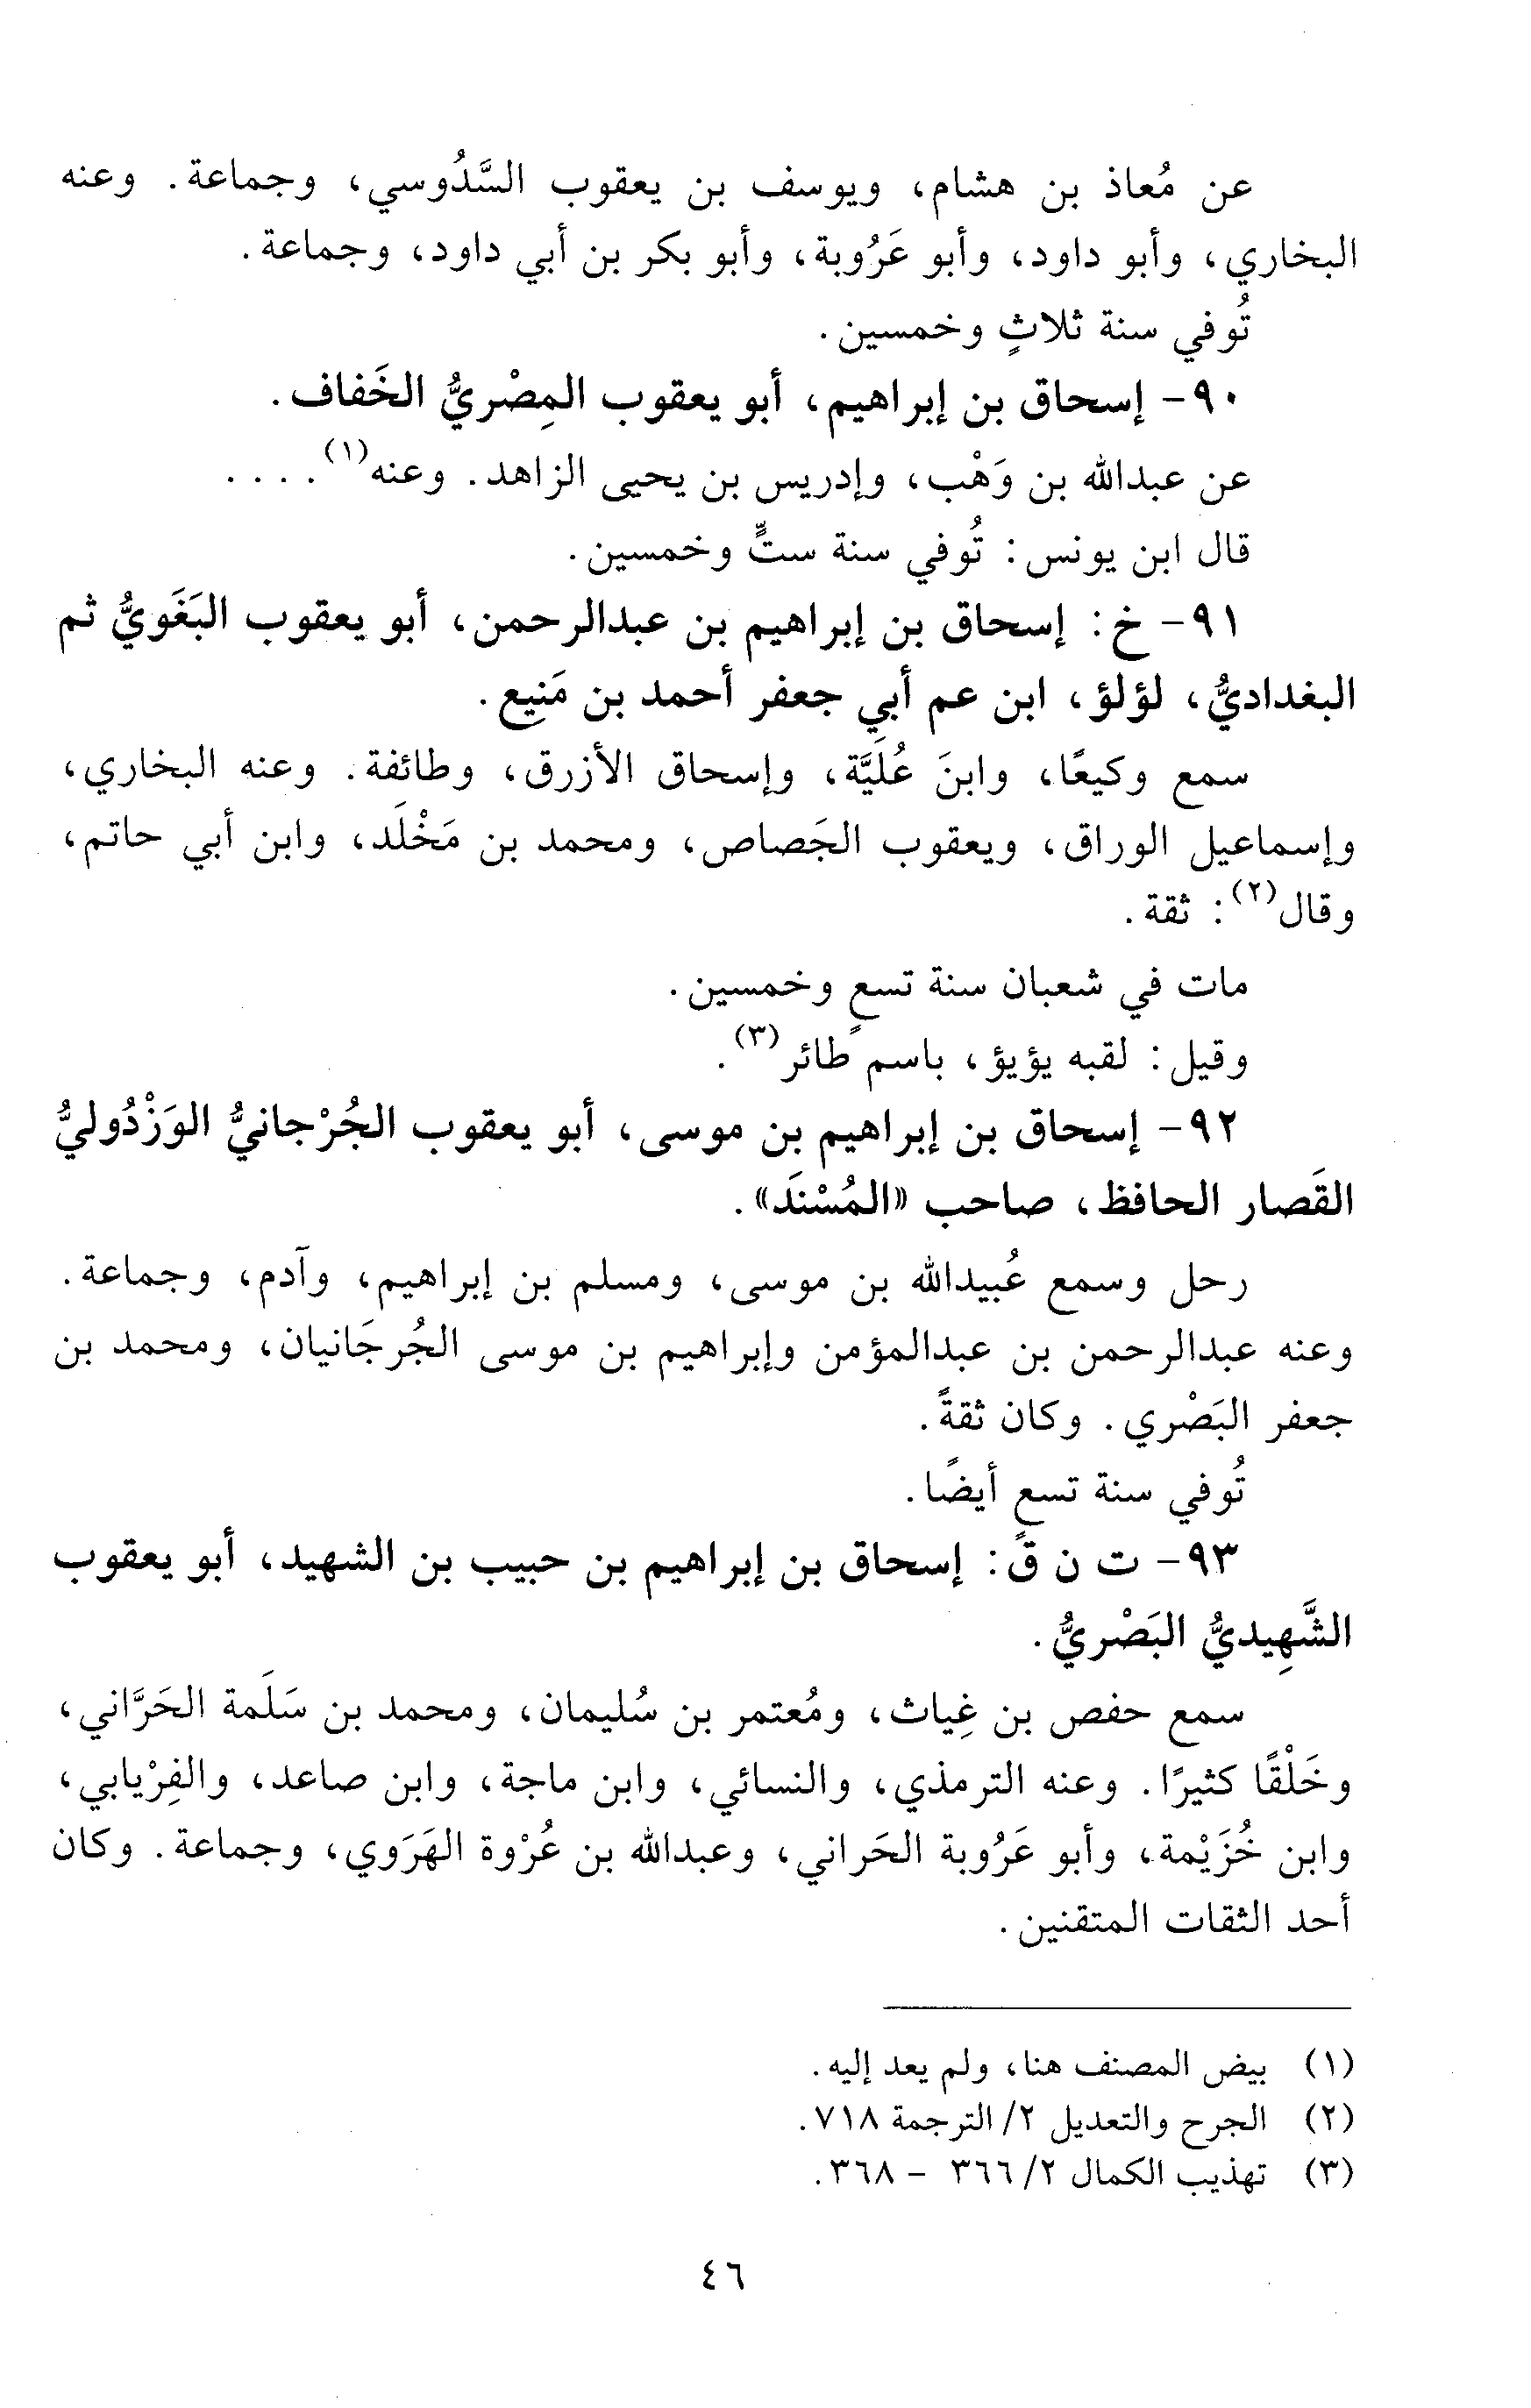 عن مُعاذ بن هشام، ويوسف بن يعقوب السَّدُوسي، وجماعة. وعنه
البخاري، وأبو داود، وأبو عَرُوبة، وأبو بكر بن أبي داود، وجماعة.
تُوفي سنة ثلاثٍ وخمسين.
٩٠- إسحاق بن إبراهيم، أبو يعقوب المِصْريُّ الخَفاف.
عن عبدالله بن وَهْب، وإدريس بن يحيى الزاهد. وعنه(١). . . .
قال ابن يونس: تُوفي سنة ستٍّ وخمسين.
٩١- خ: إسحاق بن إبراهيم بن عبدالرحمن، أبو يعقوب البَغَويُّ ثم
البغداديُّ، لؤلؤ، ابن عم أبي جعفر أحمد بن مَنِيع.
سمع وكيعًا، وابنَ عُلَيَّة، وإسحاق الأزرق، وطائفة. وعنه البخاري،
وإسماعيل الوراق، ويعقوب الجَصاص، ومحمد بن مَخْلَد، وابن أبي حاتم،
وقال(٢): ثقة.
مات في شعبان سنة تسعٍ وخمسين.
وقيل: لقبه يؤيؤ، باسم طائر(٣).
٩٢- إسحاق بن إبراهيم بن موسى، أبو يعقوب الجُرْجانيُّ الوَزْدُوليُّ
القَصار الحافظ، صاحب «المُسْنَد».
رحل وسمع عُبيدالله بن موسى، ومسلم بن إبراهيم، وآدم، وجماعة.
وعنه عبدالرحمن بن عبدالمؤمن وإبراهيم بن موسى الجُرجَانيان، ومحمد بن
جعفر البَصْري. وكان ثقةً.
تُوفي سنة تسعٍ أيضًا.
٩٣- ت ن ق: إسحاق بن إبراهيم بن حبيب بن الشهيد، أبو يعقوب
الشَّهِيديُّ البَصْريُّ.
سمع حفص بن غِياث، ومُعتمر بن سُليمان، ومحمد بن سَلَمة الحَرَّاني،
وخَلْقًا كثيرًا. وعنه الترمذي، والنسائي، وابن ماجة، وابن صاعد، والفِرْيابي،
وابن خُزَيْمة، وأبو عَرُوبة الحَراني، وعبدالله بن عُرْوة الهَرَوي، وجماعة. وكان
أحد الثقات المتقنين.
(١) بيض المصنف هنا، ولم يعد إليه.
(٢) الجرح والتعديل ٢/ الترجمة ٧١٨.
(٣) تهذيب الكمال ٢/ ٣٦٦ - ٣٦٨.
٤٦